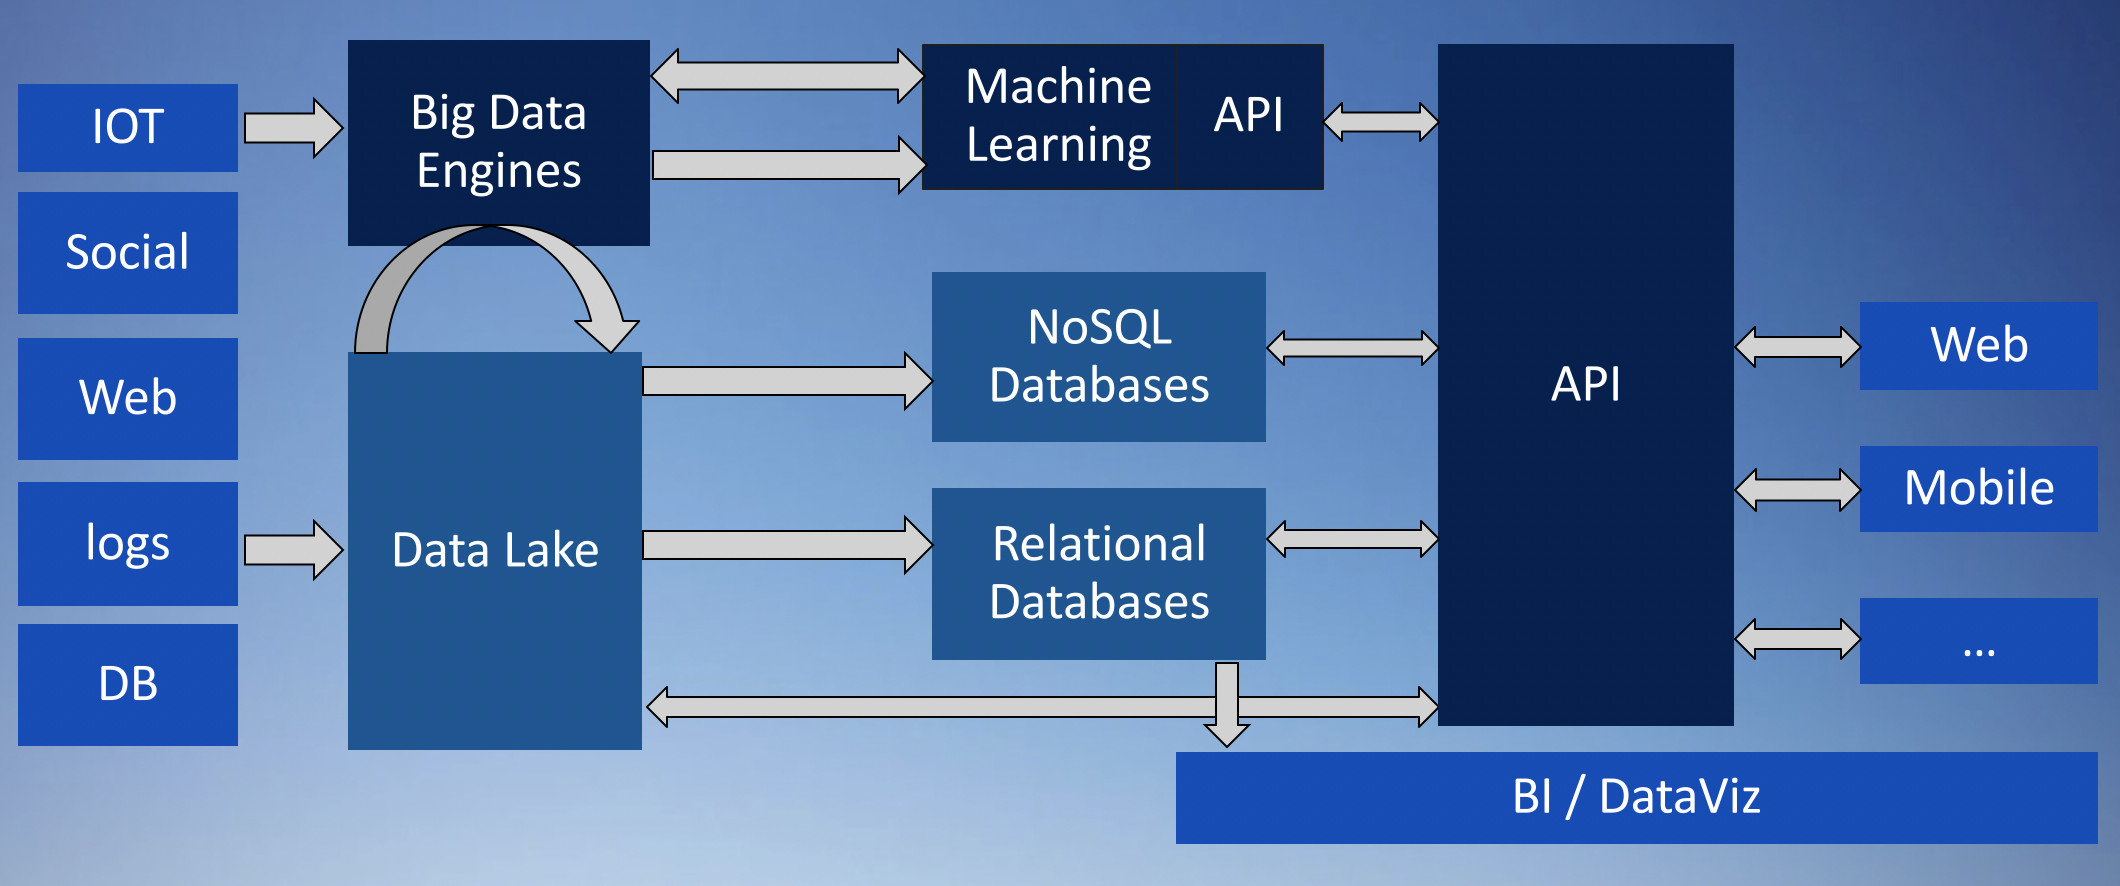 IOT
Social
Web
logs
DB
Big Data
Engines
Data Lake
Machine
Learning
API
NoSQL
Databases
Relational
Databases
API
Web
Mobile
...
BI / DataViz